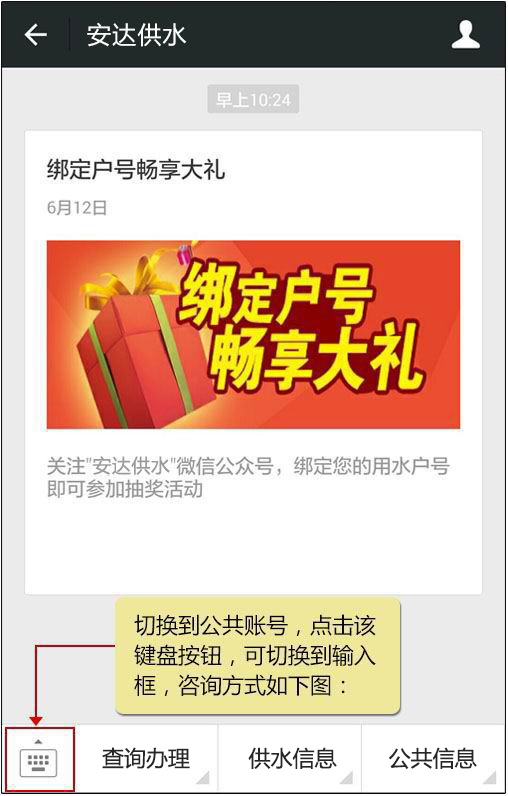 安达供水
早上10:24
绑定户号畅享大礼
6月12日
绑定户号
畅享大礼
关注"安达供水"微信公众号，绑定您的用水户号
即可参加抽奖活动
切换到公共账号，点击该
键盘按钮，可切换到输入
框，咨询方式如下图：
查询办理
供水信息
公共信息